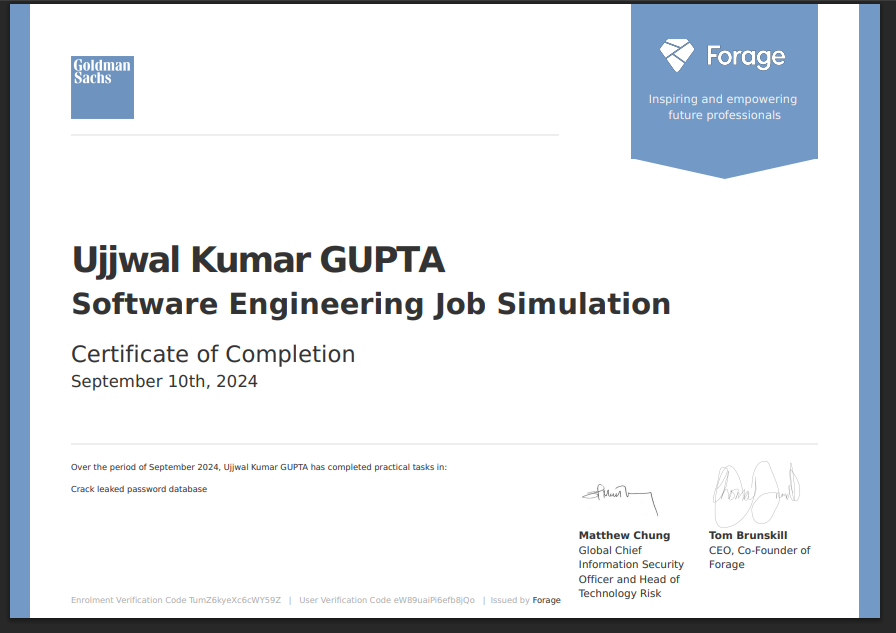 Goldman
Sachs
Forage
Inspiring and empowering
future professionals
Ujjwal Kumar GUPTA
Software Engineering Job Simulation
Certificate of Completion
September 10th, 2024
Over the period of September 2024, Ujjwal Kumar GUPTA has completed practical tasks in:
Crack leaked password database
Matthew Chung
Global Chief
Information Security
Officer and Head of
Technology Risk
Tom Brunskill
CEO, Co-Founder of
Forage
Enrolment Verification Code TumZ6kyeXc6cWY59Z | User Verification Code eW89uaiPi6efb8jQo | Issued by Forage